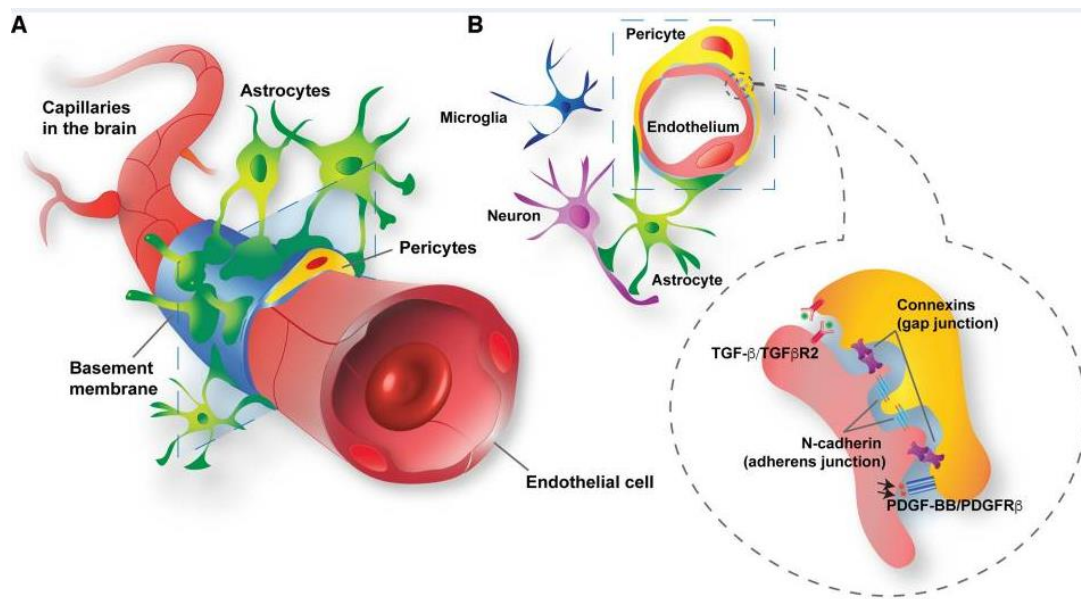 A
Capillaries
in the brain
Astrocytes
Pericytes
Basement
membrane
Endothelial cell
B
Pericyte
Microglia
Endothelium
Neuron
Astrocyte
Connexins
(gap junction)
TGF-β/TGFβR2
N-cadherin
(adherens junction)
PDGF-BB/PDGFRβ